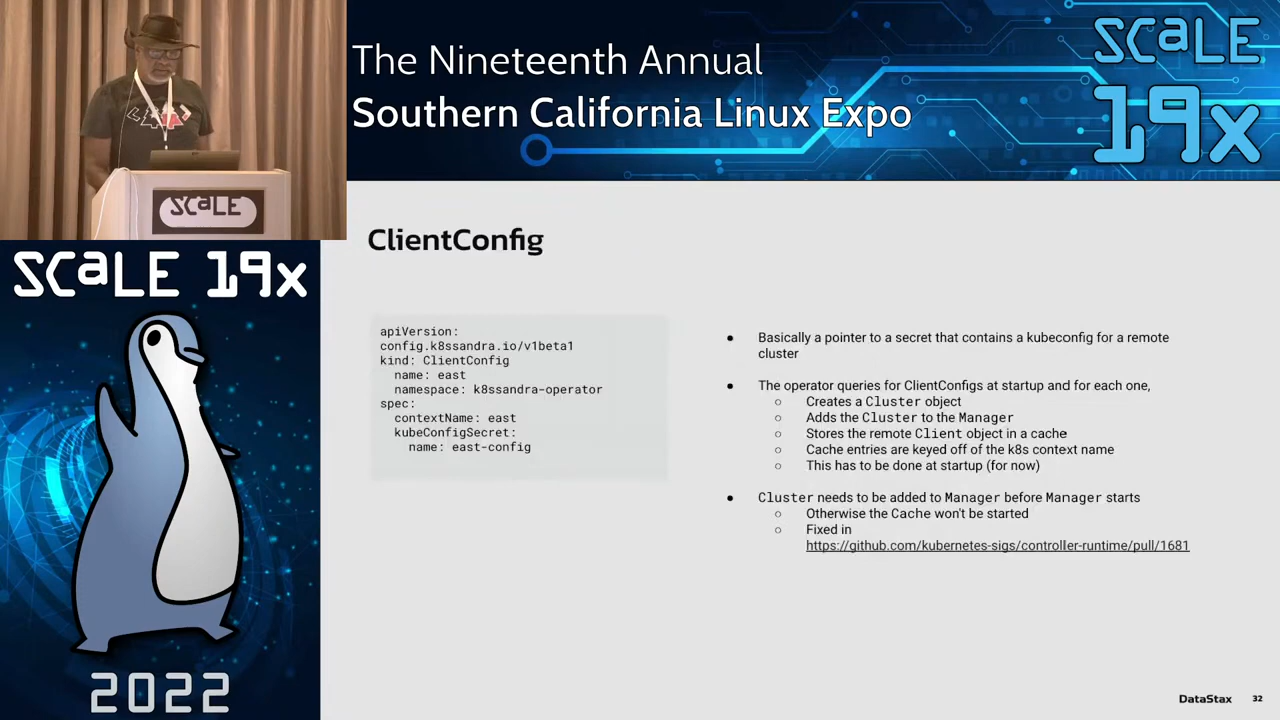 The Nineteenth Annual
Southern California Linux Expo
SCaLE
19x
SCaLE
SCaLE 19x
2022
ClientConfig
apiVersion:
config.k8ssandra.io/v1beta1
kind: ClientConfig
name: east
namespace: k8ssandra-operator
spec:
contextName: east
kubeConfigSecret:
name: east-config
● Basically a pointer to a secret that contains a kubeconfig for a remote
cluster
● The operator queries for ClientConfigs at startup and for each one,
○ Creates a Cluster object
○ Adds the Cluster to the Manager
○ Stores the remote Client object in a cache
○ Cache entries are keyed off of the k8s context name
○ This has to be done at startup (for now)
● Cluster needs to be added to Manager before Manager starts
○ Otherwise the Cache won't be started
○ Fixed in
https://github.com/kubernetes-sigs/controller-runtime/pull/1681
DataStax 32